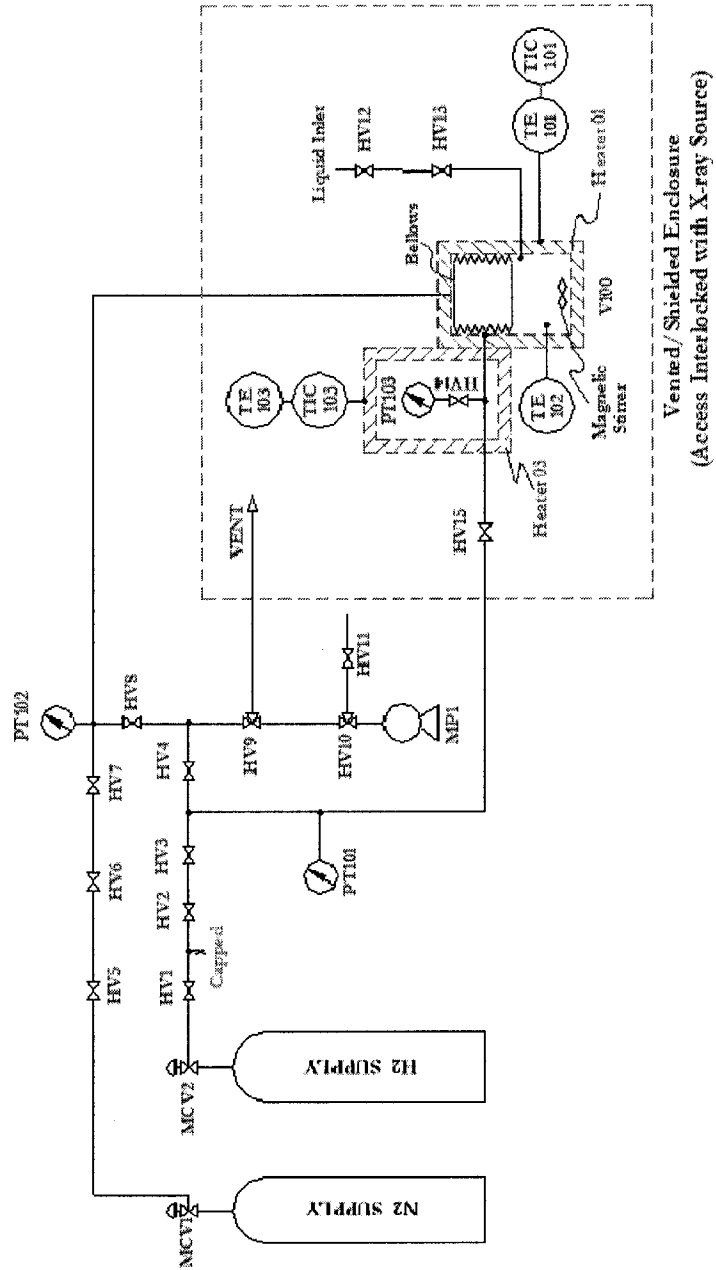 N2 SUPPLY
H2 SUPPLY
MCV1
MCV2
HV5
HV6
HV7
PT102
HV8
HV1
Capped
HV2
HV3
HV4
PT101
HV9
VENT
HV10
HV11
MP1
HV15
TE
103
TIC
103
PT103
HV14
Heater 03
TE
102
Magnetic
Stirrer
V100
Bellows
Liquid Inlet
HV12
HV13
TE
101
TIC
101
Heater 01
Vented/Shielded Enclosure
(Access Interlocked with X-ray Source)